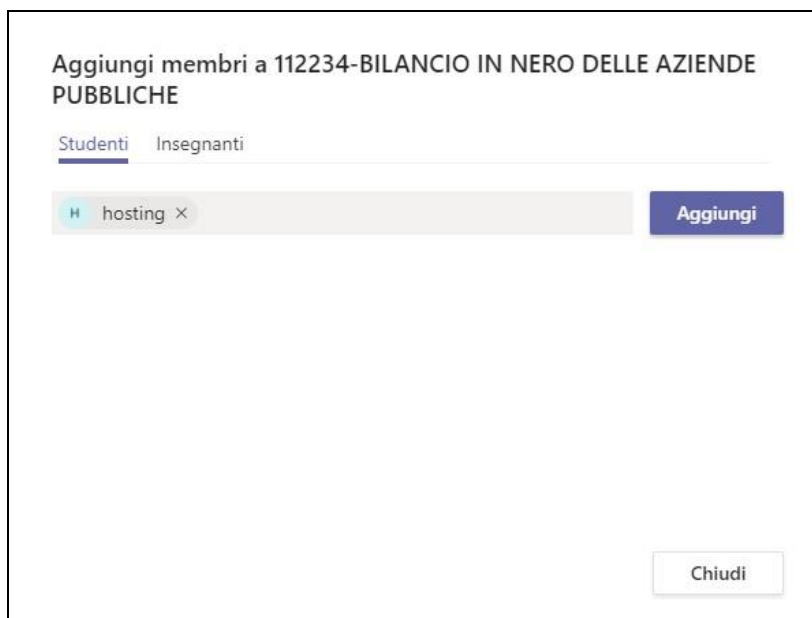 Aggiungi membri a 112234-BILANCIO IN NERO DELLE AZIENDE
PUBBLICHE
Studenti Insegnanti
H hosting × Aggiungi
Chiudi